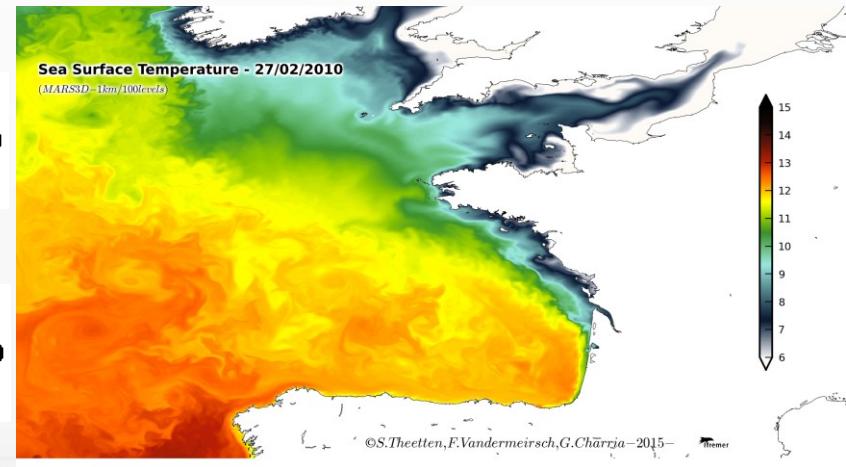 Sea Surface Temperature - 27/02/2010
(MARS3D-1km/100levels)
15
14
13
12
11
10
9
8
7
6
©S.Theetten,F.Vandermeirsch,G.Charria-2015-
Ifremer